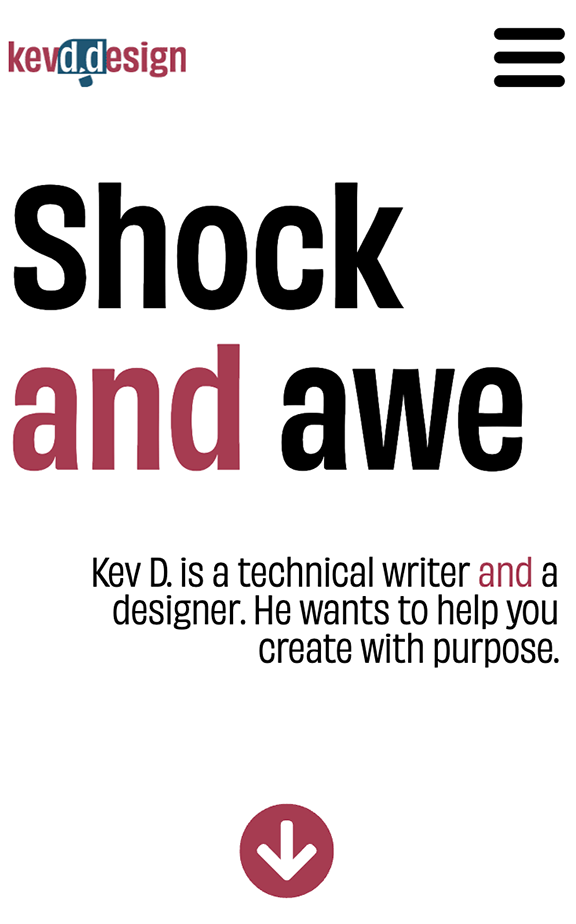 kevd.design
Shock
and awe
Kev D. is a technical writer and a
designer. He wants to help you
create with purpose.